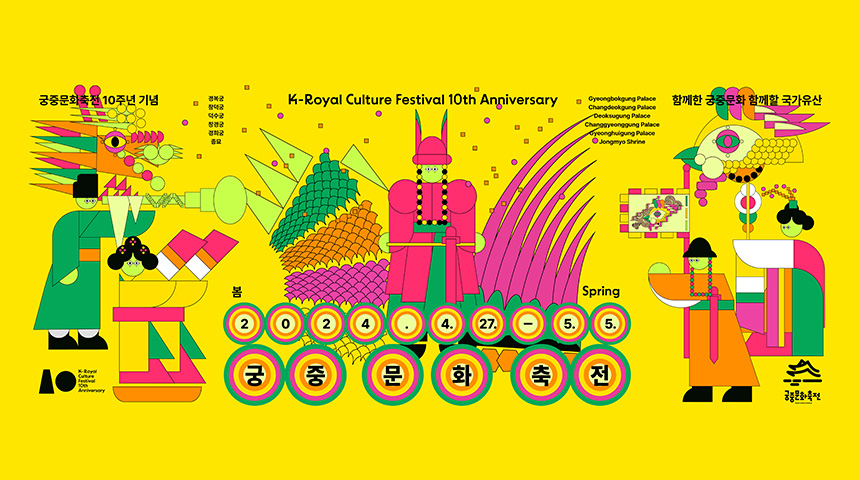 궁중문화축전 10주년 기념
경복궁
창덕궁
덕수궁
창경궁
경희궁
종묘
K-Royal Culture Festival 10th Anniversary
Gyeongbokgung Palace
Changdeokgung Palace
Deoksugung Palace
Changgyeonggung Palace
Gyeonghuigung Palace
Jongmyo Shrine
함께한 궁중문화 함께할 국가유산
봄
Spring
2024.4.27.–5.5.
궁중문화축전
10
K-Royal
Culture
Festival
10th
Anniversary
궁중문화축전